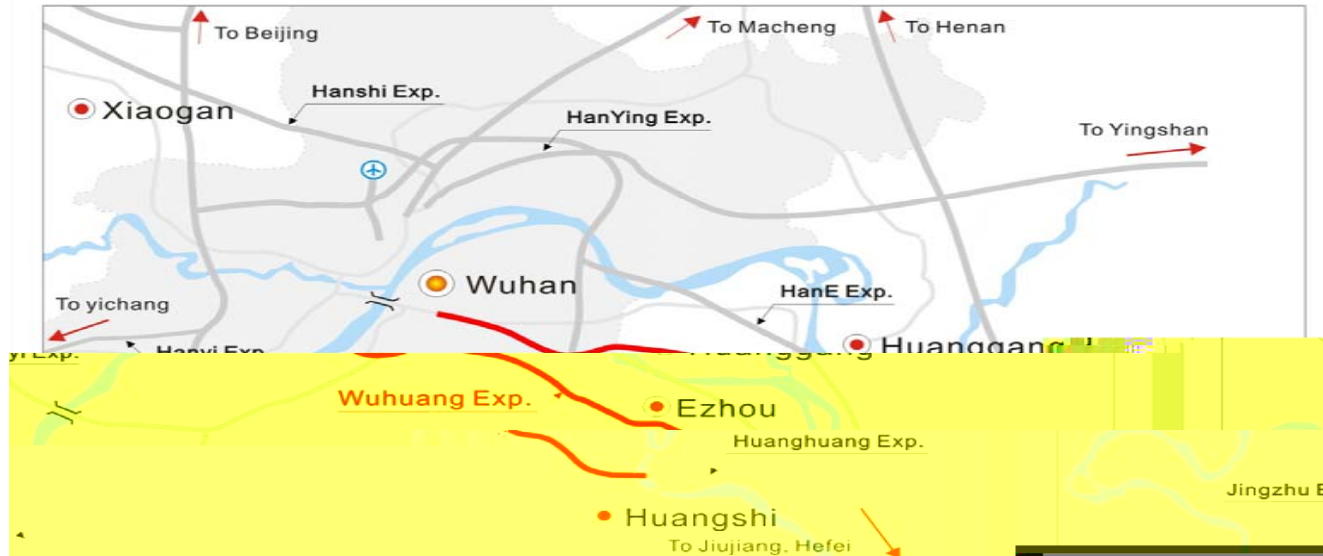 To Beijing
To Macheng
To Henan
Hanshi Exp.
Xiaogan
HanYing Exp.
To Yingshan
Wuhan
To yichang
HanE Exp.
Huanggang
Wuhuang Exp.
Ezhou
Huanghuang Exp.
Huangshi
To Jiujiang, Hefei